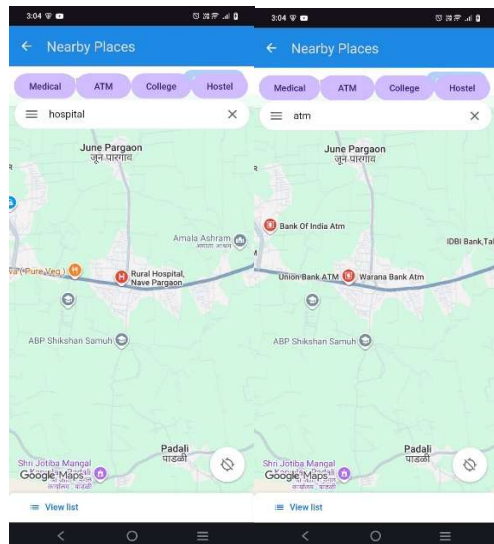 3:04
Nearby Places
Medical ATM College Hostel
hospital
June Pargaon
जून पारगाव
Amala Ashram
अमला आश्रम
(Pure Veg)
Rural Hospital,
Nave Pargaon
ABP Shikshan Samuh
Padali
पाडळी
Shri Jotiba Mangal
Google Maps
View list
3:04
Nearby Places
Medical ATM College Hostel
atm
June Pargaon
जून पारगाव
Bank Of India Atm
IDBI Bank,Tal
Union Bank ATM
Warana Bank Atm
ABP Shikshan Samuh
Padali
पाडळी
Shri Jotiba Mangal
Google Maps
View list